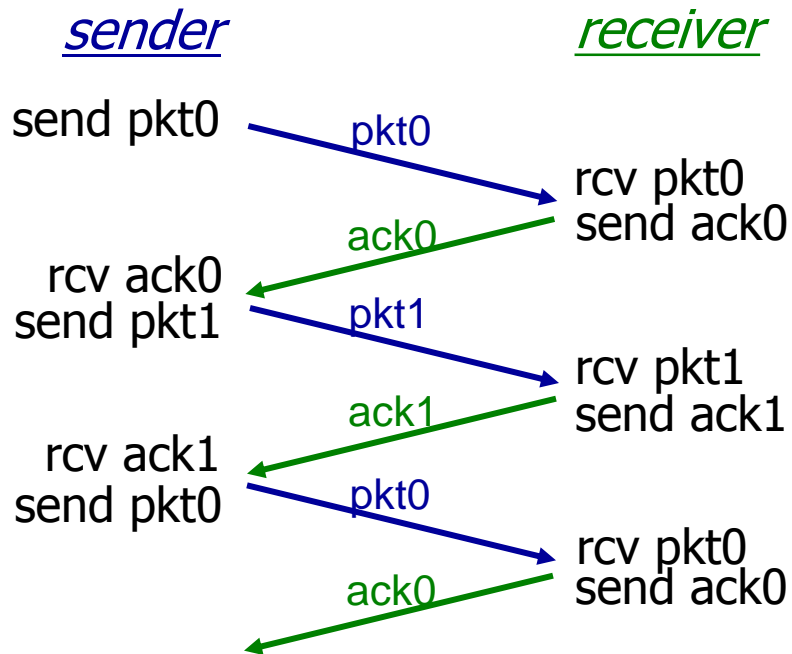 sender
receiver
send pkt0
pkt0
rcv pkt0
send ack0
ack0
rcv ack0
send pkt1
pkt1
rcv pkt1
send ack1
ack1
rcv ack1
send pkt0
pkt0
rcv pkt0
send ack0
ack0